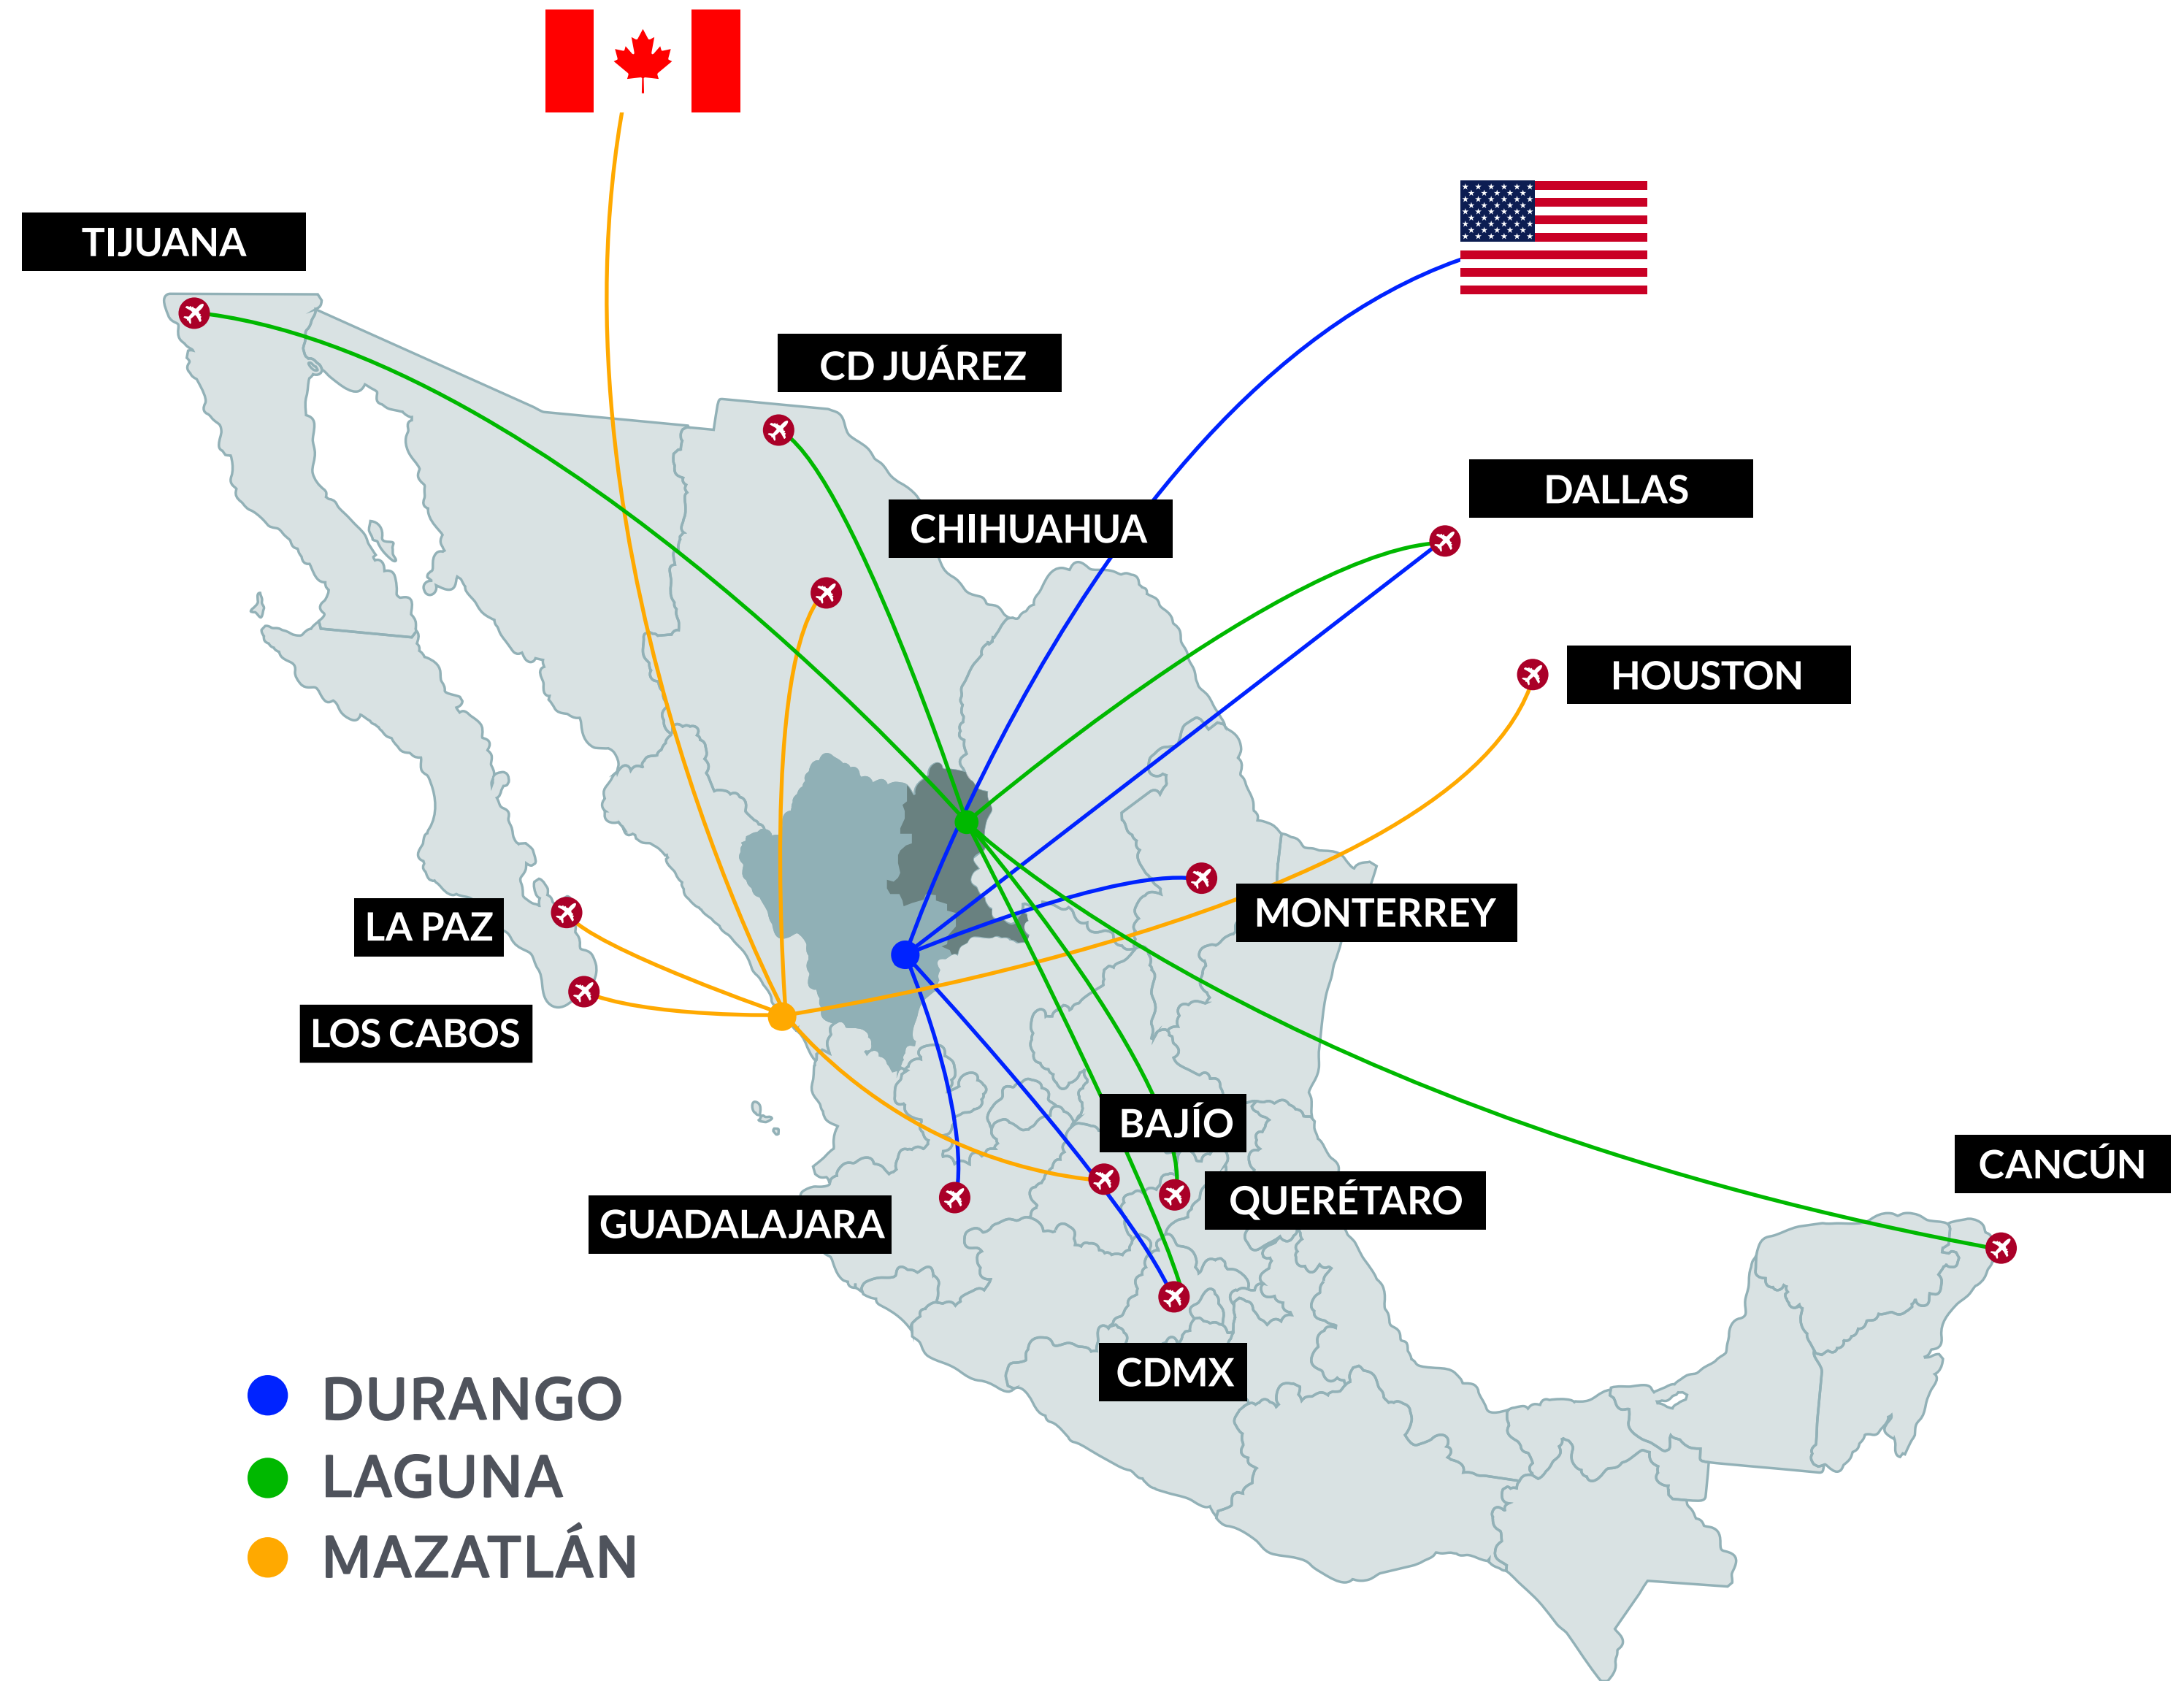 TIJUANA
CD JUÁREZ
CHIHUAHUA
DALLAS
HOUSTON
LA PAZ
MONTERREY
LOS CABOS
BAJÍO
CANCÚN
QUERÉTARO
GUADALAJARA
CDMX
DURANGO
LAGUNA
MAZATLÁN